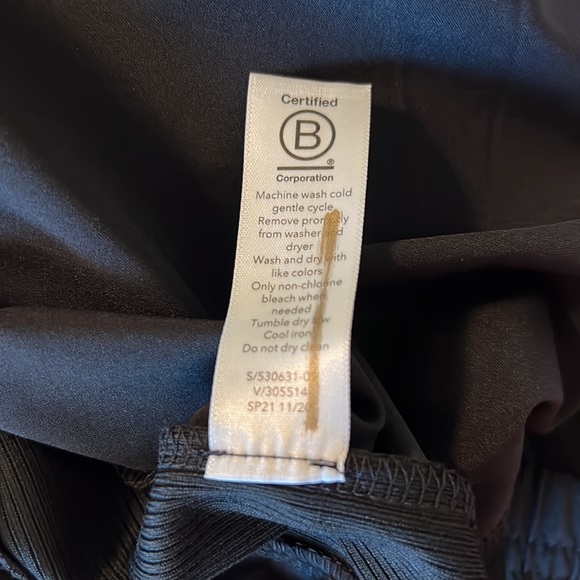 Certified
B
®
Corporation
Machine wash cold
gentle cycle
Remove promptly
from washer and
dryer
Wash and dry with
like colors
Only non-chlorine
bleach when
needed
Tumble dry low
Cool iron
Do not dry clean
V/305514
SP21